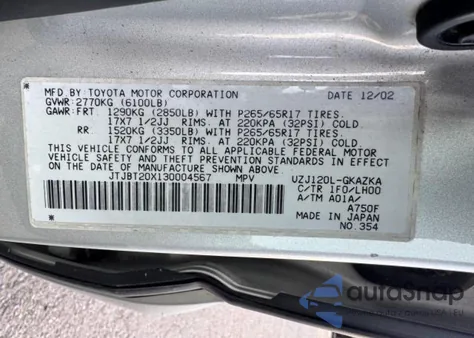 MFD. BY: TOYOTA MOTOR CORPORATION DATE 12/02
GVWR: 2770KG (6100LB)
GAWR: FRT. 1290KG (2850LB) WITH P265/65R17 TIRES.
17X7 1/2JJ RIMS. AT 220KPA (32PSI) COLD.
RR. 1520KG (3350LB) WITH P265/65R17 TIRES.
17X7 1/2JJ RIMS. AT 220KPA (32PSI) COLD.
THIS VEHICLE CONFORMS TO ALL APPLICABLE
FEDERAL MOTOR VEHICLE SAFETY STANDARDS IN EFFECT
ON THE DATE OF MANUFACTURE SHOWN ABOVE.
JTJBT20X130004567 MPV
UZJ120L-GKAZKA
C/TR 1F0/LH00
A/TM A01A/
A750F
MADE IN JAPAN
NO.354
autoSnap